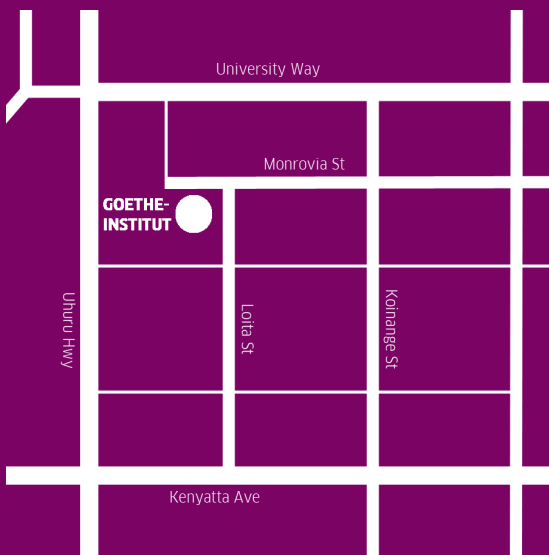 University Way
Monrovia St
GOETHE-
INSTITUT
Uhuru Hwy
Loita St
Koinange St
Kenyatta Ave